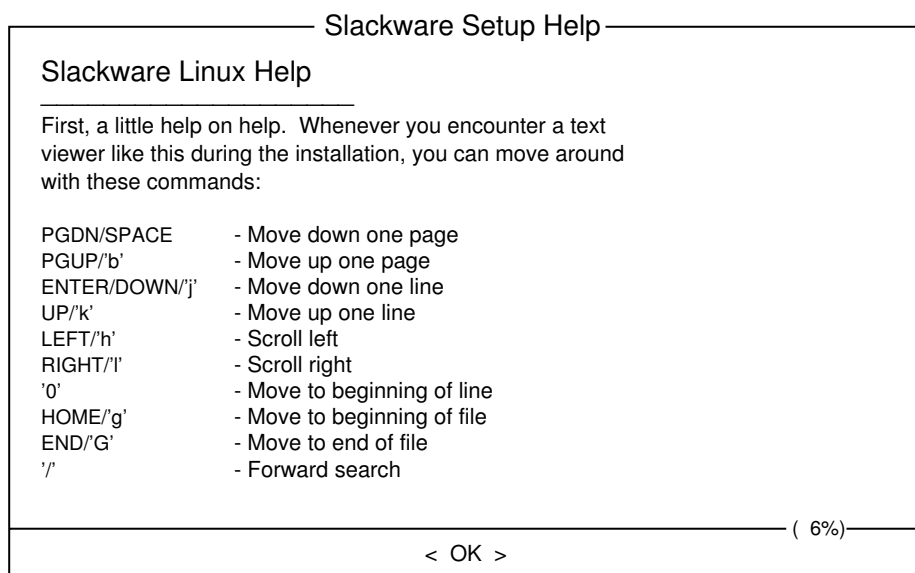 Slackware Setup Help
Slackware Linux Help
First, a little help on help.  Whenever you encounter a text
viewer like this during the installation, you can move around
with these commands:
PGDN/SPACE - Move down one page
PGUP/'b' - Move up one page
ENTER/DOWN/'j' - Move down one line
UP/'k' - Move up one line
LEFT/'h' - Scroll left
RIGHT/'l' - Scroll right
'0' - Move to beginning of line
HOME/'g' - Move to beginning of file
END/'G' - Move to end of file
'/' - Forward search
(  6%)
<  OK  >